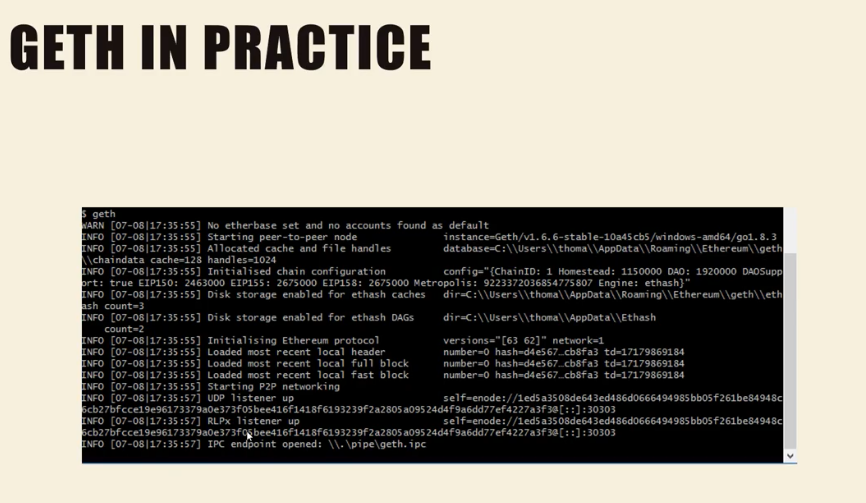 GETH IN PRACTICE
$ geth
WARN [07-08|17:35:55] No etherbase set and no accounts found as default
INFO [07-08|17:35:55] Starting peer-to-peer node instance=Geth/v1.6.6-stable-10a45cb5/windows-amd64/go1.8.3
INFO [07-08|17:35:55] Allocated cache and file handles database=C:\\Users\\thoma\\AppData\\Roaming\\Ethereum\\geth
\\chaindata cache=128 handles=1024
INFO [07-08|17:35:55] Initialised chain configuration config="{ChainID: 1 Homestead: 1150000 DAO: 1920000 DAOSupp
ort: true EIP150: 2463000 EIP155: 2675000 EIP158: 2675000 Metropolis: 9223372036854775807 Engine: ethash}"
INFO [07-08|17:35:55] Disk storage enabled for ethash caches dir=C:\\Users\\thoma\\AppData\\Roaming\\Ethereum\\geth\\eth
ash count=3
INFO [07-08|17:35:55] Disk storage enabled for ethash DAGs dir=C:\\Users\\thoma\\AppData\\Ethash
count=2
INFO [07-08|17:35:55] Initialising Ethereum protocol versions="[63 62]" network=1
INFO [07-08|17:35:55] Loaded most recent local header number=0 hash=d4e567…cb8fa3 td=17179869184
INFO [07-08|17:35:55] Loaded most recent local full block number=0 hash=d4e567…cb8fa3 td=17179869184
INFO [07-08|17:35:55] Loaded most recent local fast block number=0 hash=d4e567…cb8fa3 td=17179869184
INFO [07-08|17:35:55] Starting P2P networking
INFO [07-08|17:35:57] UDP listener up self=enode://1ed5a3508de643ed486d0666494985bb05f261be84948c
6cb27bfcce19e96173379a0e373f05bee416f1418f6193239f2a2805a09524d4f9a6dd77ef4227a3f3@[::]:30303
INFO [07-08|17:35:57] RLPx listener up self=enode://1ed5a3508de643ed486d0666494985bb05f261be84948c
6cb27bfcce19e96173379a0e373f05bee416f1418f6193239f2a2805a09524d4f9a6dd77ef4227a3f3@[::]:30303
INFO [07-08|17:35:57] IPC endpoint opened: \\.\pipe\geth.ipc